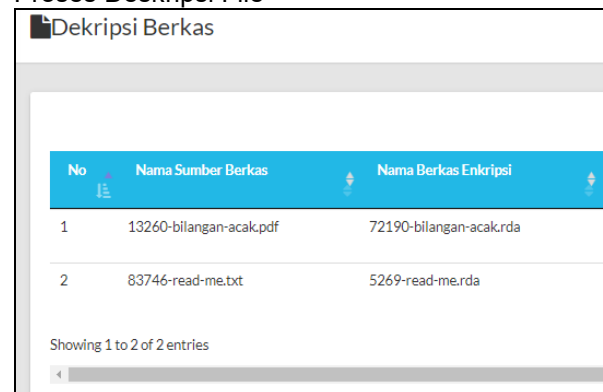 Dekripsi Berkas
No Nama Sumber Berkas Nama Berkas Enkripsi
1 13260-bilangan-acak.pdf 72190-bilangan-acak.rda
2 83746-read-me.txt 5269-read-me.rda
Showing 1 to 2 of 2 entries